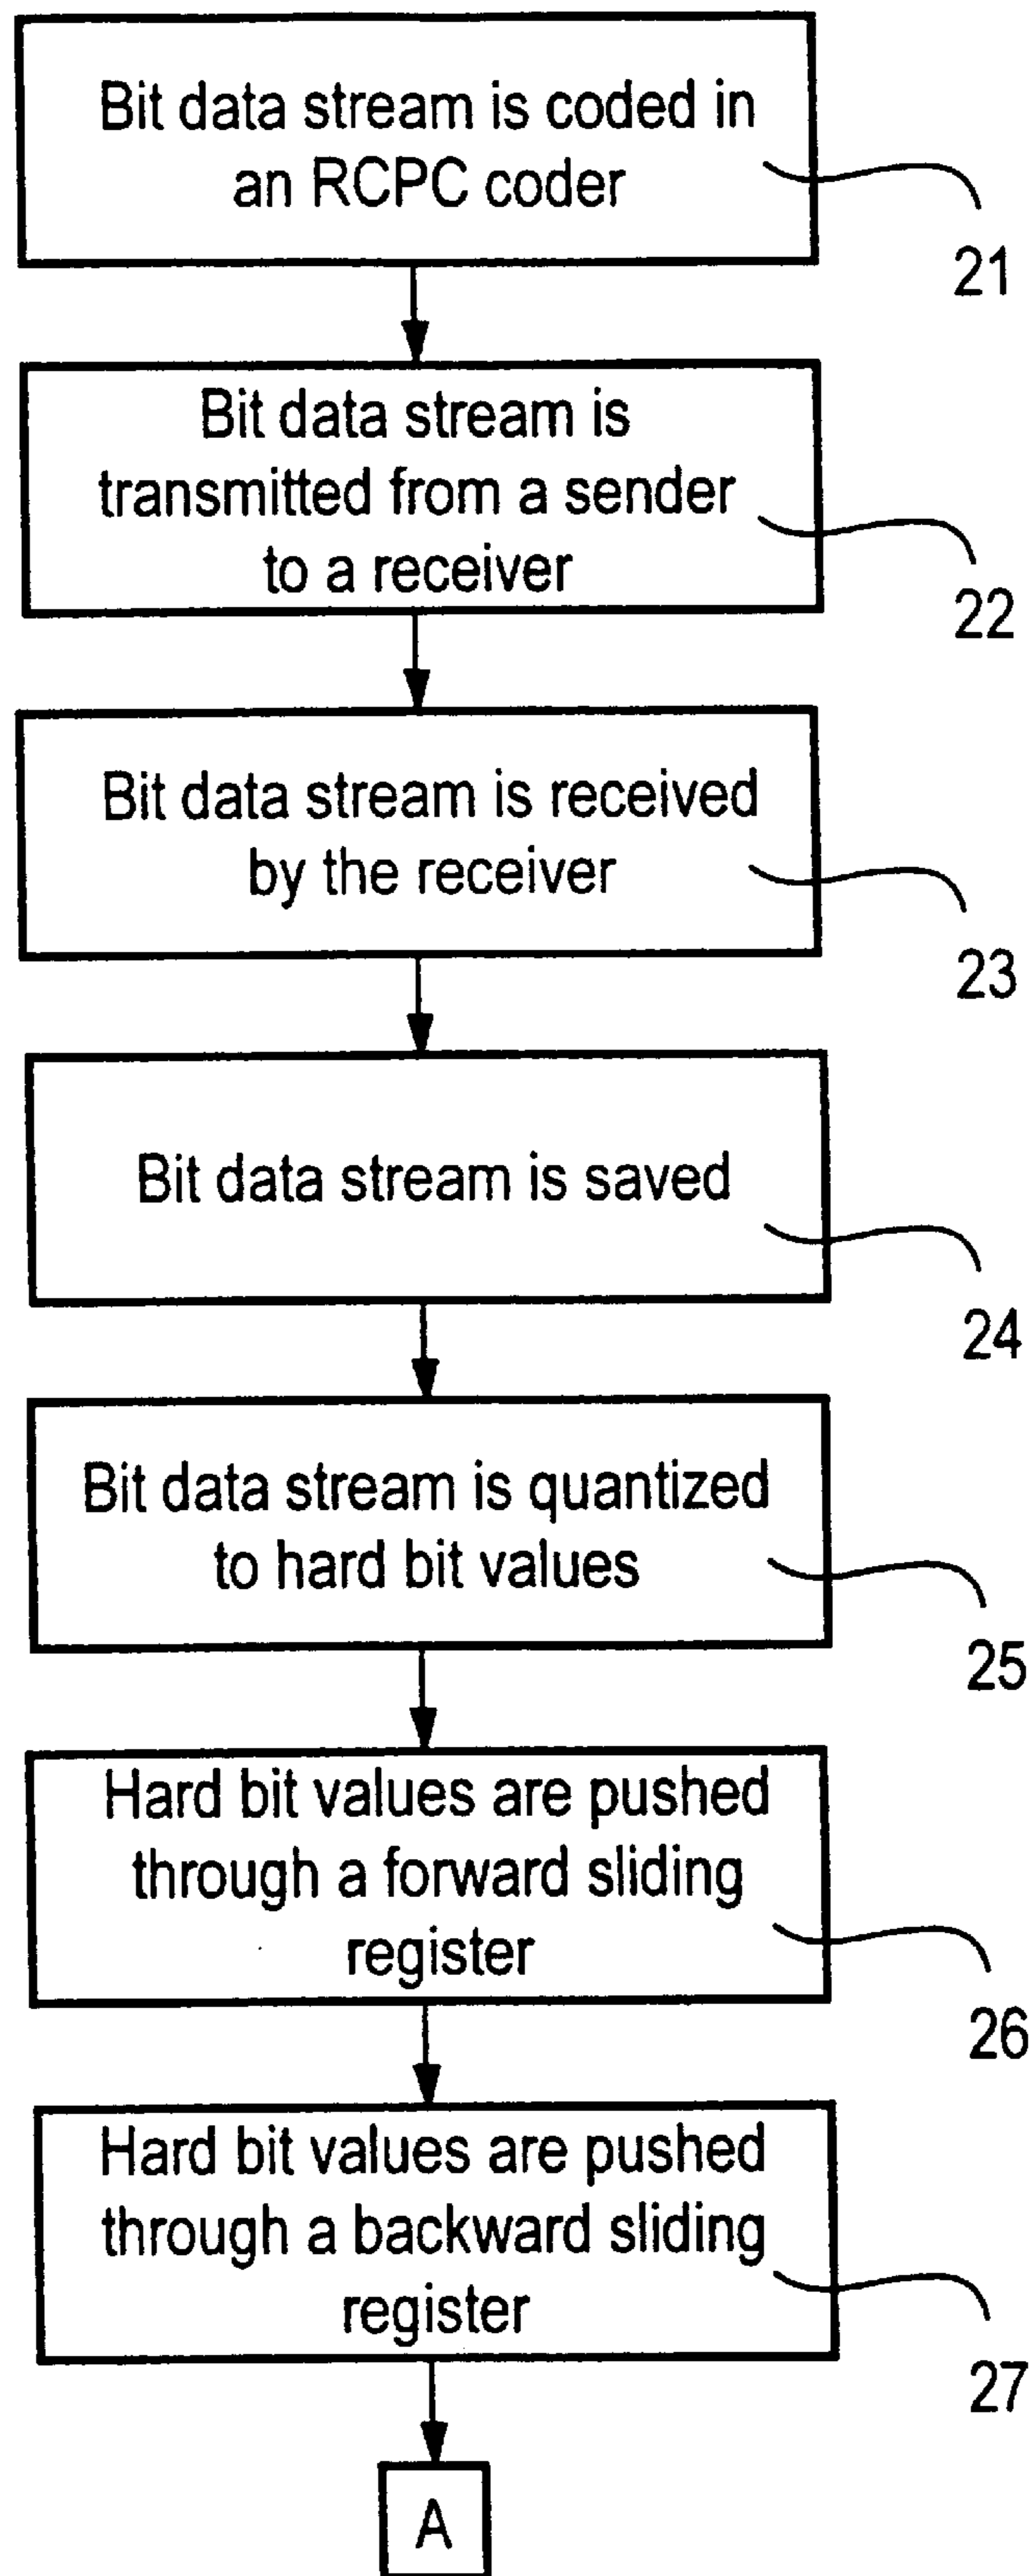 Bit data stream is coded in
an RCPC coder
21
Bit data stream is
transmitted from a sender
to a receiver
22
Bit data stream is received
by the receiver
23
Bit data stream is saved
24
Bit data stream is quantized
to hard bit values
25
Hard bit values are pushed
through a forward sliding
register
26
Hard bit values are pushed
through a backward sliding
register
27
A